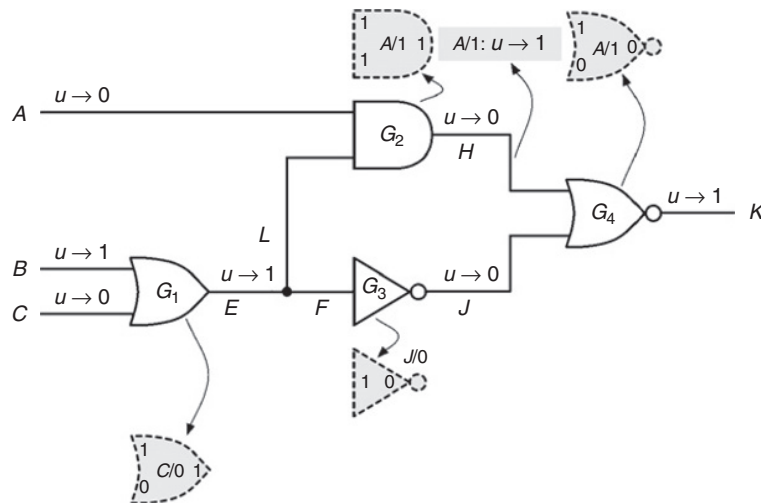 1
1
A/1
1
A/1: u → 1
1
0
A/1
0
A
u → 0
G2
u → 0
H
G4
u → 1
K
L
B
u → 1
C
u → 0
G1
u → 1
E
F
G3
u → 0
J
J/0
1
0
1
0
C/0
1